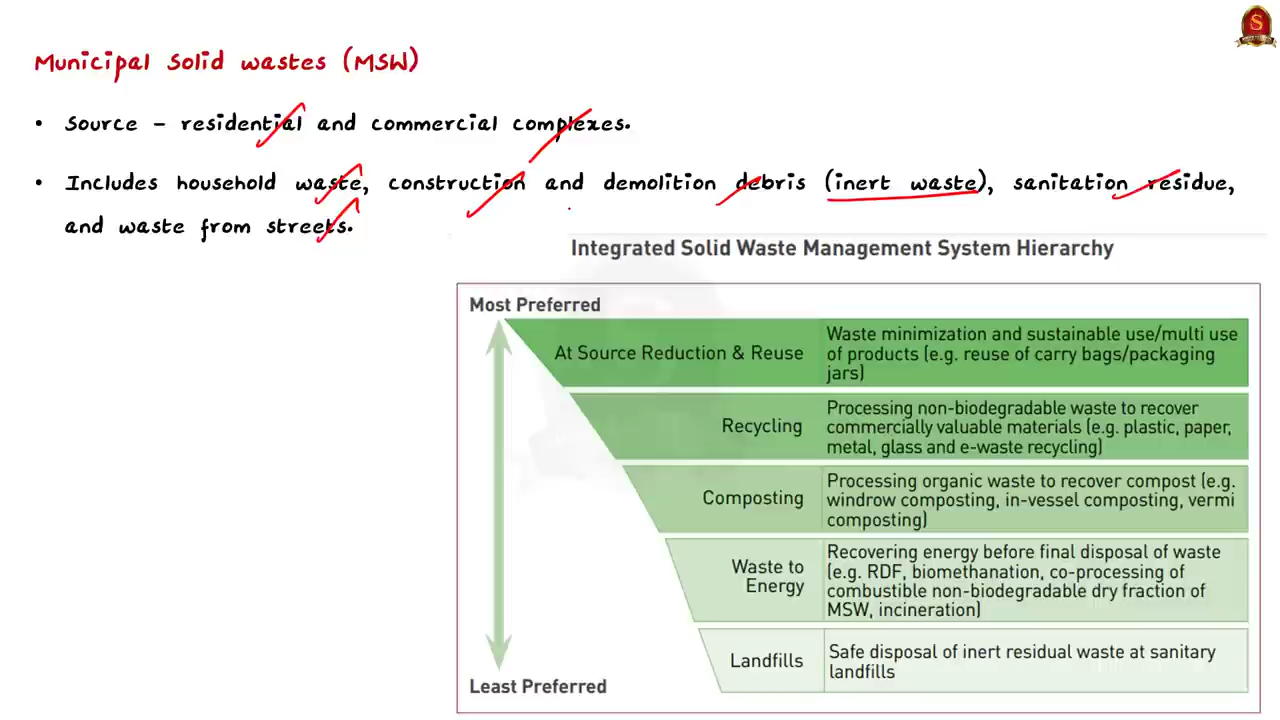 Municipal Solid wastes (MSW)
• Source – residential and commercial complexes.
• Includes household waste, construction and demolition debris (inert waste), sanitation residue,
and waste from streets.
Integrated Solid Waste Management System Hierarchy
Most Preferred
At Source Reduction & Reuse
Waste minimization and sustainable use/multi use
of products (e.g. reuse of carry bags/packaging
jars)
Recycling
Processing non-biodegradable waste to recover
commercially valuable materials (e.g. plastic, paper,
metal, glass and e-waste recycling)
Composting
Processing organic waste to recover compost (e.g.
windrow composting, in-vessel composting, vermi
composting)
Waste to
Energy
Recovering energy before final disposal of waste
(e.g. RDF, biomethanation, co-processing of
combustible non-biodegradable dry fraction of
MSW, incineration)
Landfills
Safe disposal of inert residual waste at sanitary
landfills
Least Preferred
S